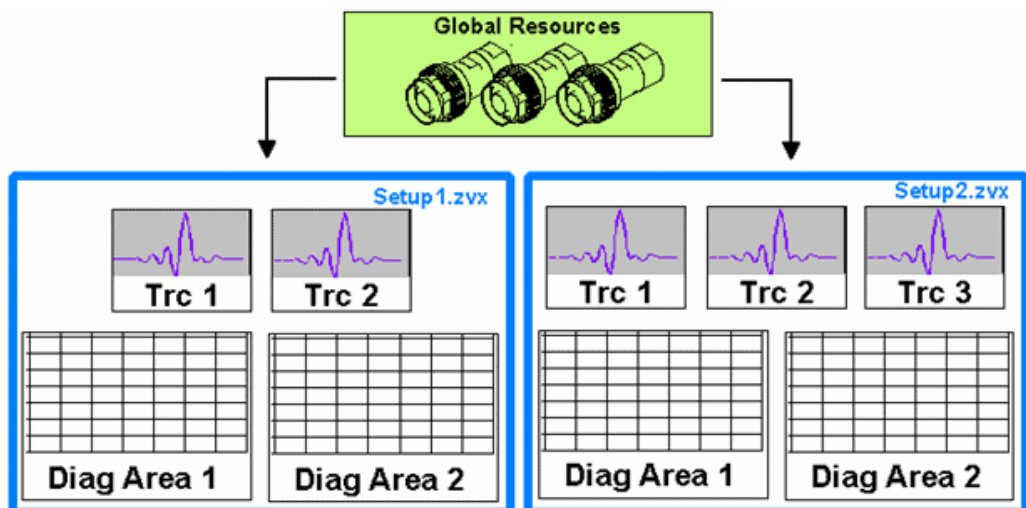 Global Resources
Setup1.zvx
Trc 1
Trc 2
Diag Area 1
Diag Area 2
Setup2.zvx
Trc 1
Trc 2
Trc 3
Diag Area 1
Diag Area 2